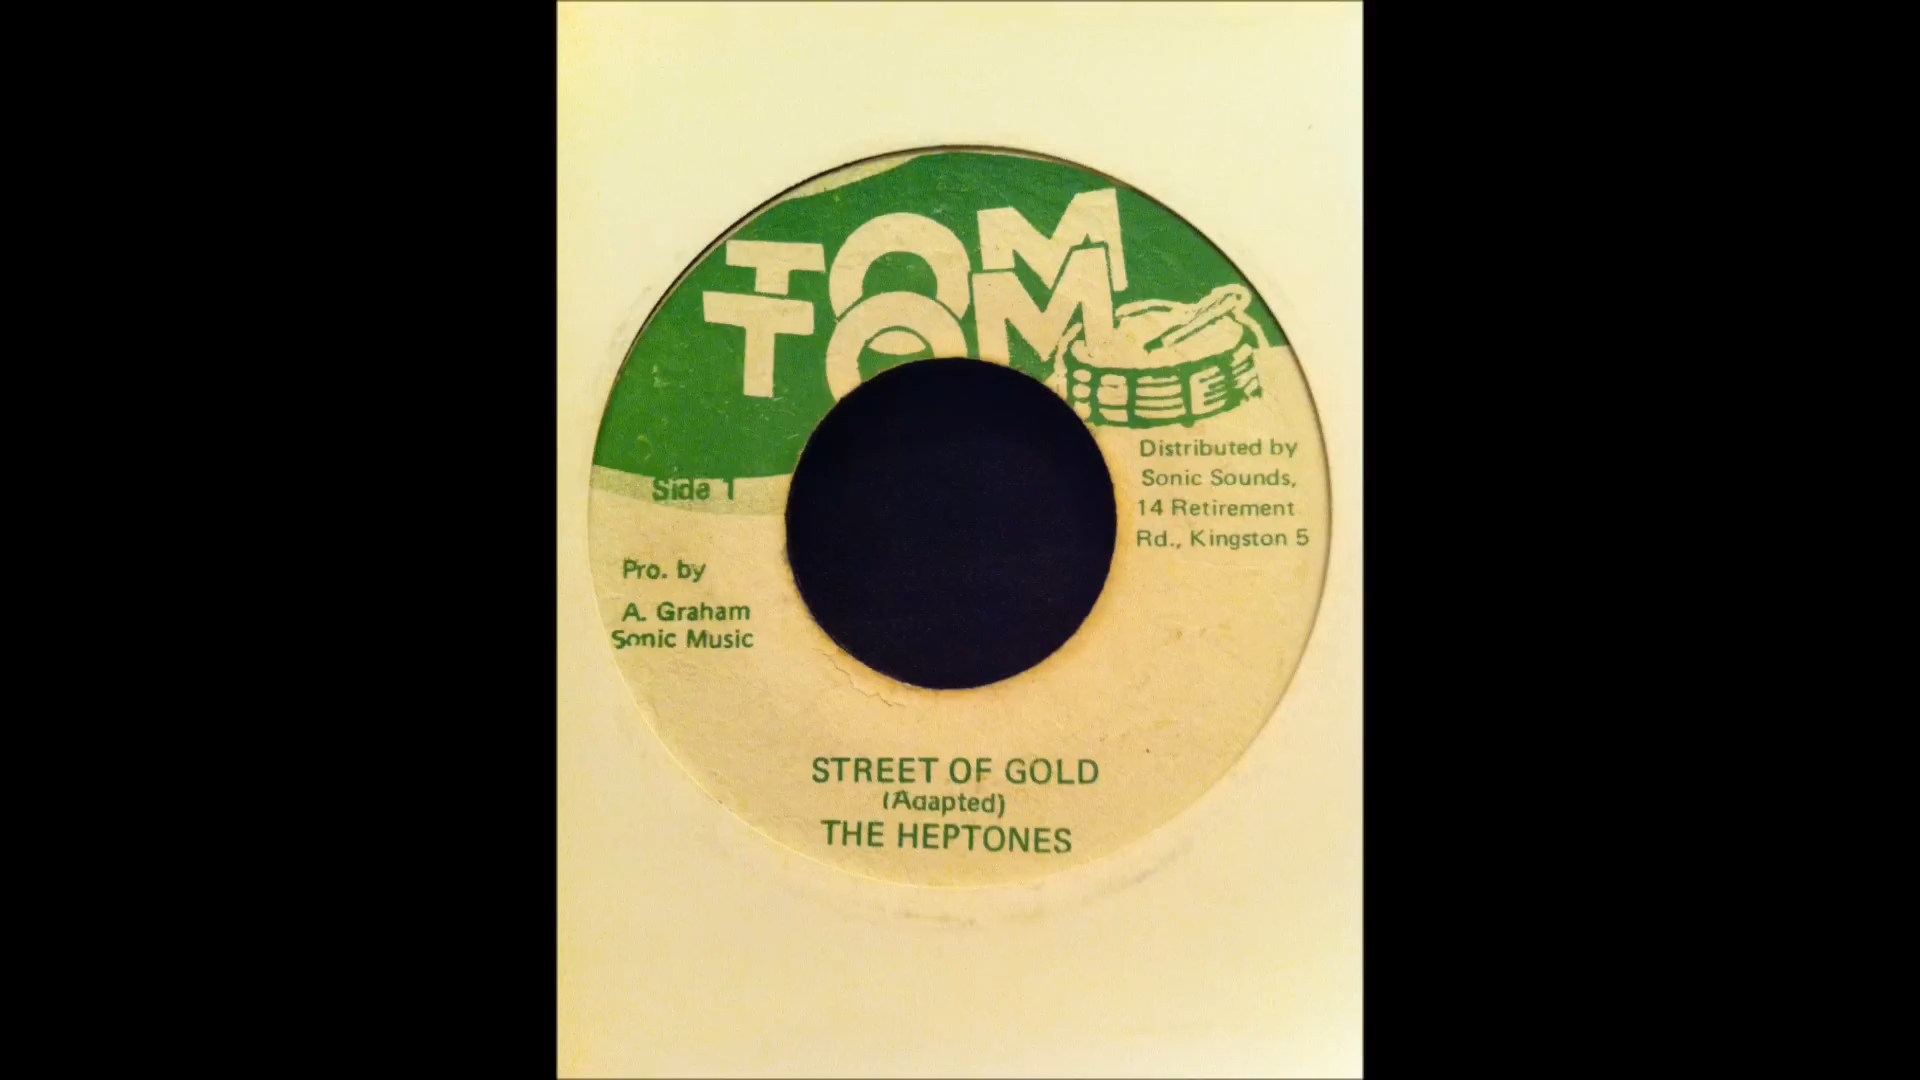 TOM
TOM
Side 1
Distributed by
Sonic Sounds,
14 Retirement
Rd., Kingston 5
Pro. by
A. Graham
Sonic Music
STREET OF GOLD
(Adapted)
THE HEPTONES